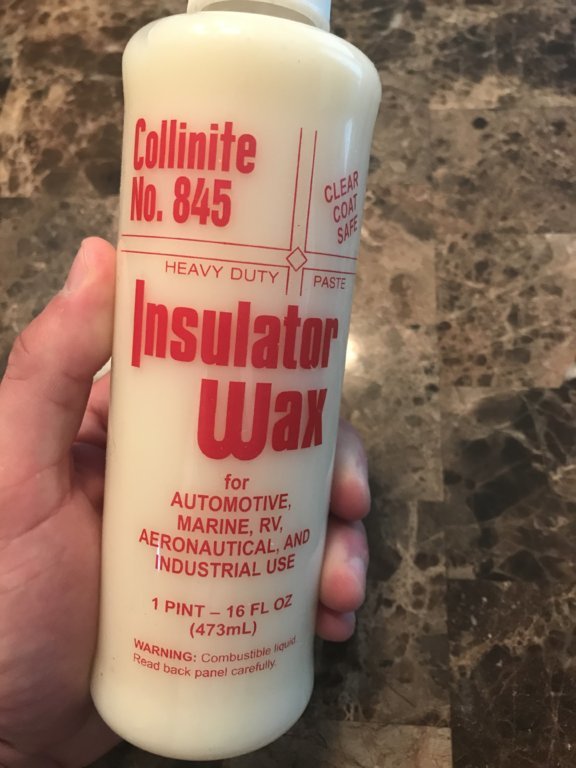 Collinite
No. 845
CLEAR
COAT
SAFE
HEAVY DUTY PASTE
Insulator
Wax
for
AUTOMOTIVE,
MARINE, RV,
AERONAUTICAL, AND
INDUSTRIAL USE
1 PINT – 16 FL OZ
(473mL)
WARNING: Combustible liquid.
Read back panel carefully.